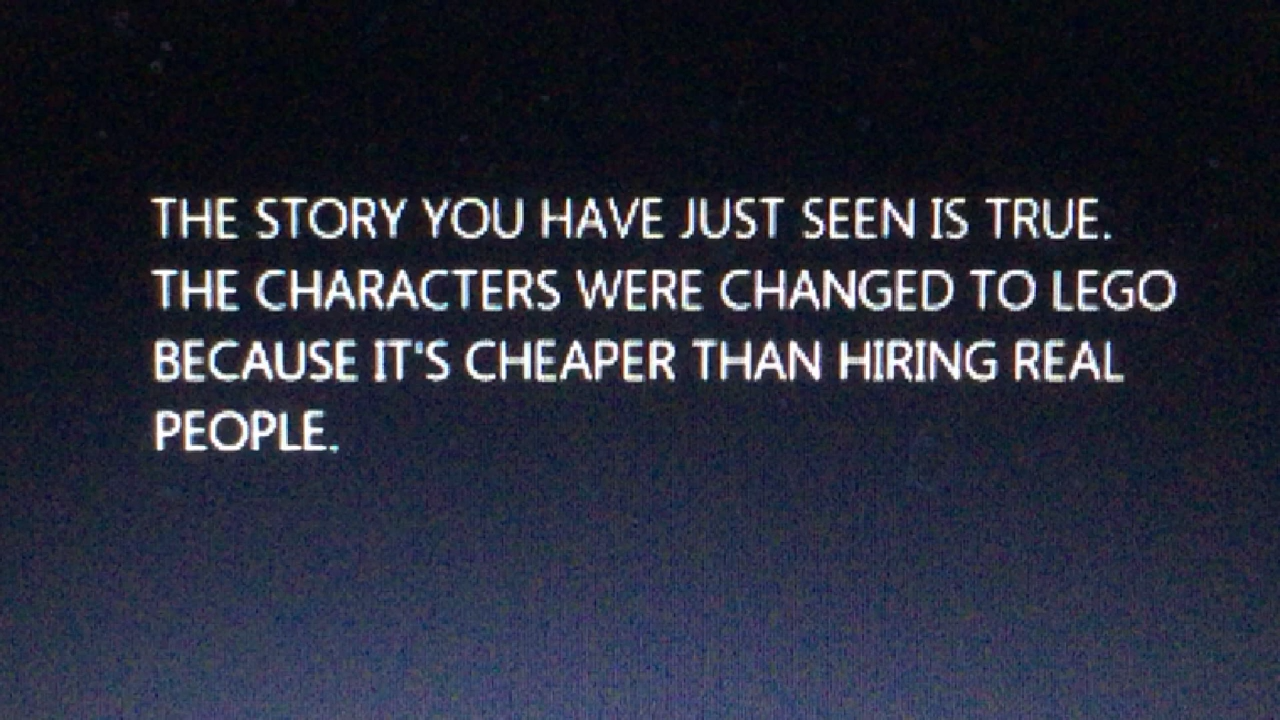 THE STORY YOU HAVE JUST SEEN IS TRUE.
THE CHARACTERS WERE CHANGED TO LEGO
BECAUSE IT'S CHEAPER THAN HIRING REAL
PEOPLE.